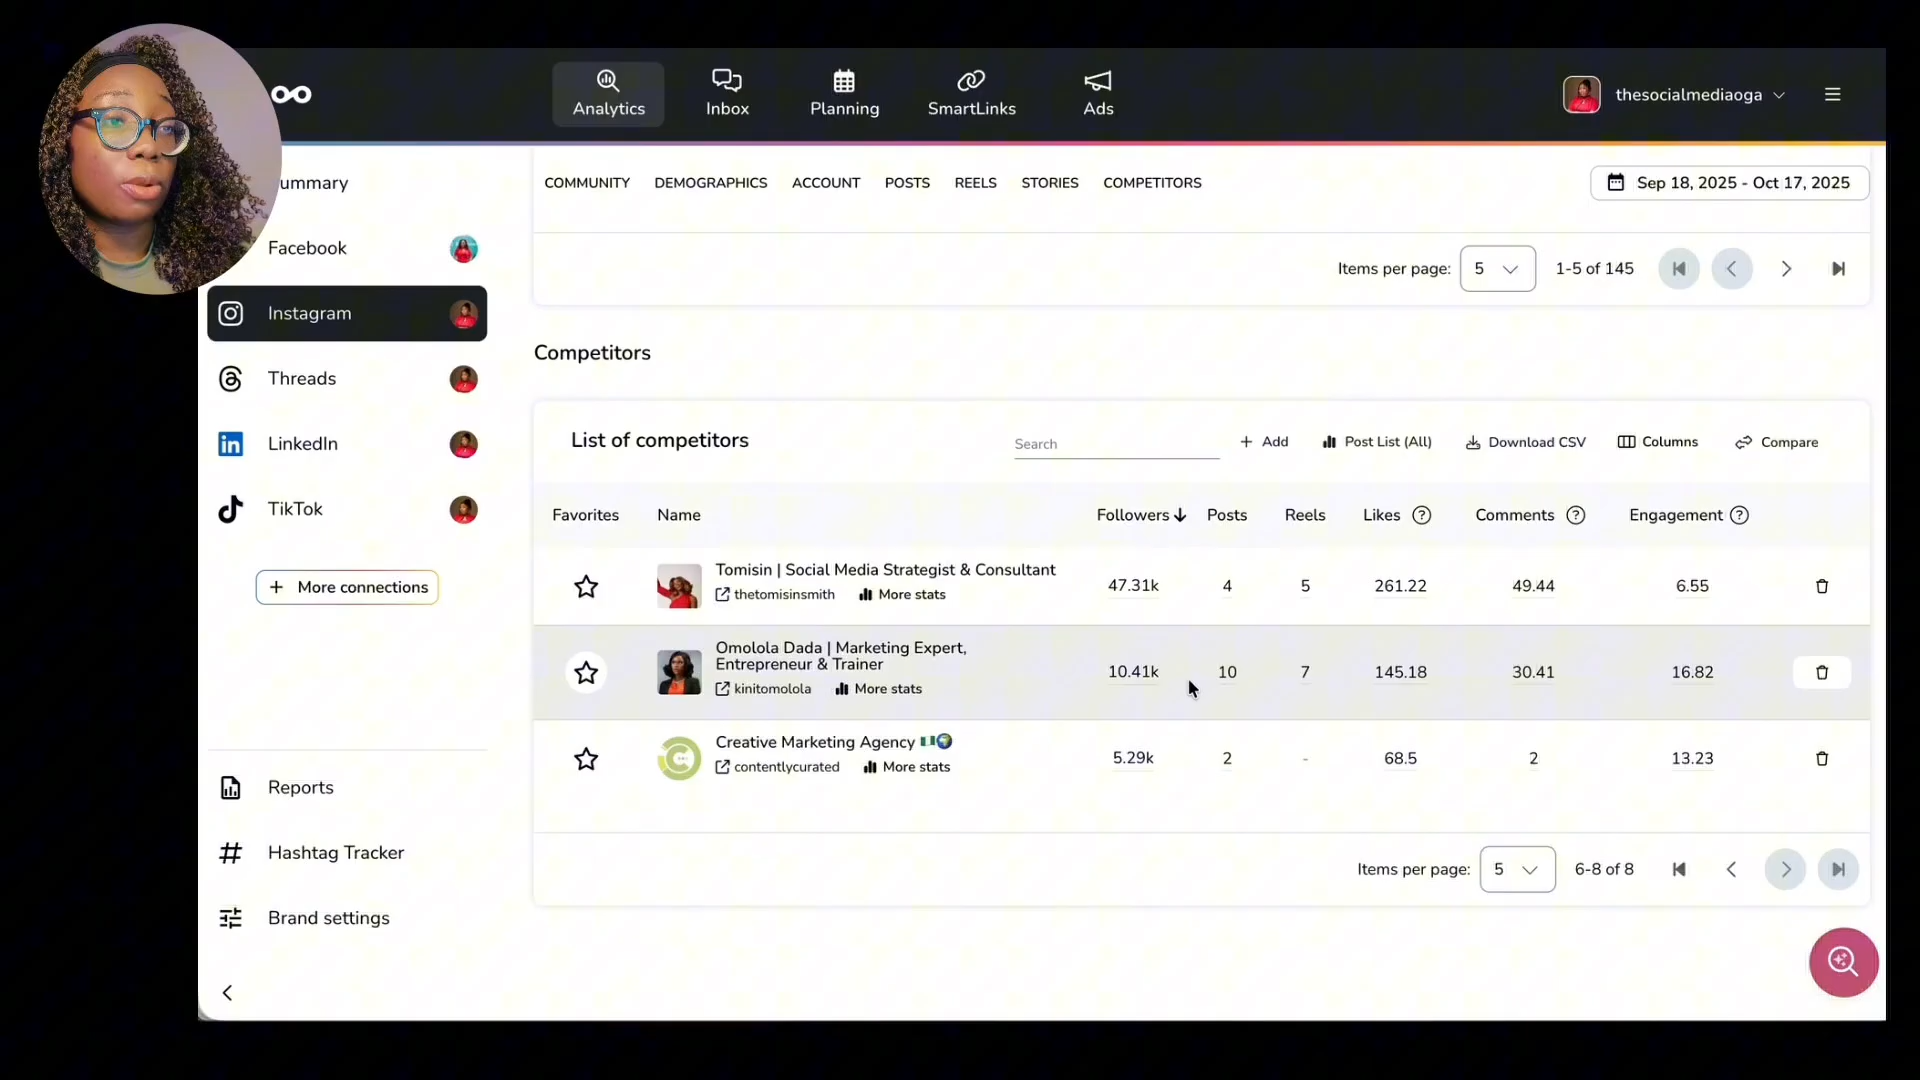 Analytics
Inbox
Planning
SmartLinks
Ads
thesocialmediaoga
ummary
Facebook
Instagram
Threads
LinkedIn
TikTok
+ More connections
Reports
Hashtag Tracker
Brand settings
COMMUNITY DEMOGRAPHICS ACCOUNT POSTS REELS STORIES COMPETITORS
Sep 18, 2025 - Oct 17, 2025
Items per page: 5 1-5 of 145
Competitors
List of competitors
Search
+ Add
Post List (All)
Download CSV
Columns
Compare
Favorites Name Followers Posts Reels Likes ? Comments ? Engagement ?
Tomisin | Social Media Strategist & Consultant
thetomisinsmith More stats
47.31k 4 5 261.22 49.44 6.55
Omolola Dada | Marketing Expert,
Entrepreneur & Trainer
kinitomolola More stats
10.41k 10 7 145.18 30.41 16.82
Creative Marketing Agency 🇳🇬🌍
contentlycurated More stats
5.29k 2 - 68.5 2 13.23
Items per page: 5 6-8 of 8